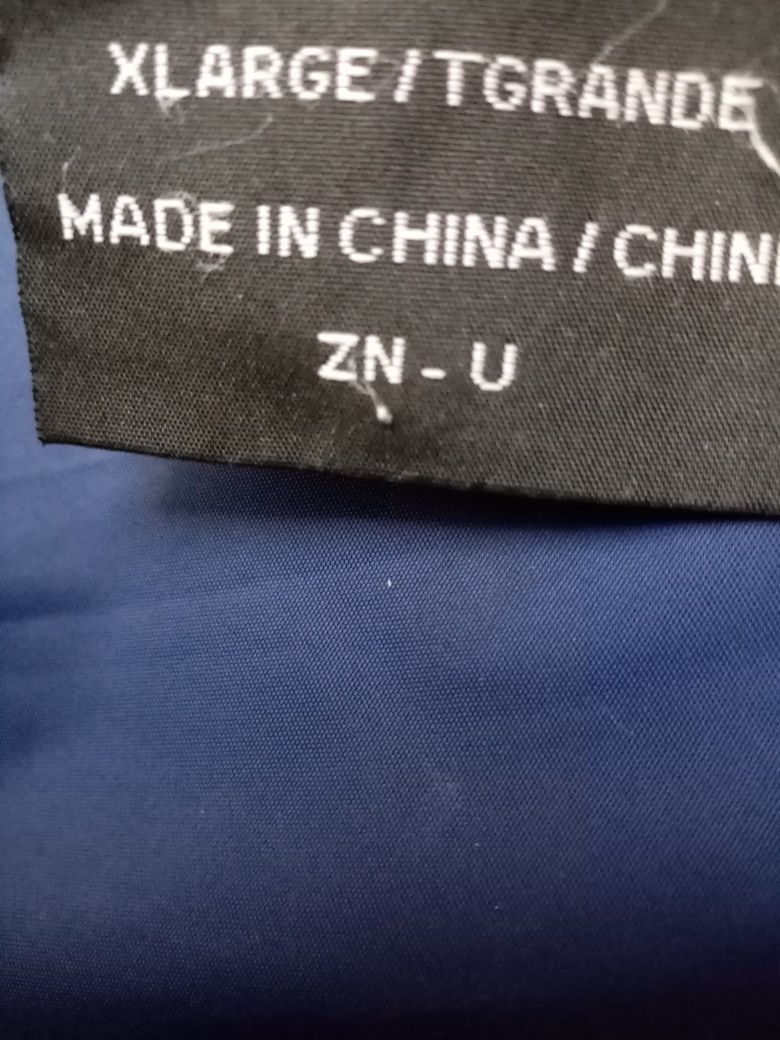 XLARGE / TGRANDE
MADE IN CHINA / CHIN
ZN - U